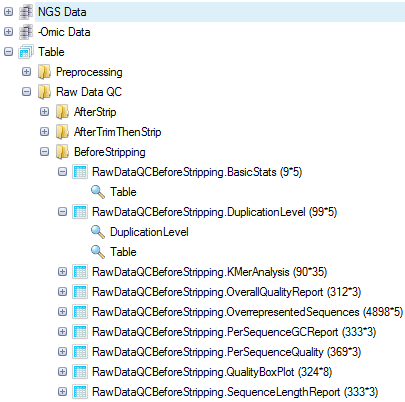 NGS Data
-Omic Data
Table
Preprocessing
Raw Data QC
AfterStrip
AfterTrimThenStrip
BeforeStripping
RawDataQCBeforeStripping.BasicStats (9*5)
Table
RawDataQCBeforeStripping.DuplicationLevel (99*5)
DuplicationLevel
Table
RawDataQCBeforeStripping.KMerAnalysis (90*35)
RawDataQCBeforeStripping.OverallQualityReport (312*3)
RawDataQCBeforeStripping.OverrepresentedSequences (4898*5)
RawDataQCBeforeStripping.PerSequenceGCReport (333*3)
RawDataQCBeforeStripping.PerSequenceQuality (369*3)
RawDataQCBeforeStripping.QualityBoxPlot (324*8)
RawDataQCBeforeStripping.SequenceLengthReport (333*3)